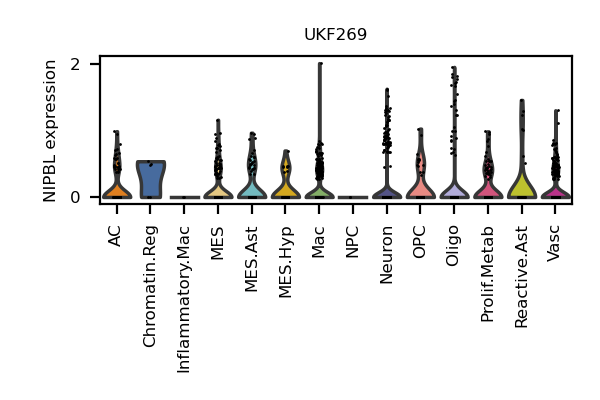 UKF269
NIPBL expression
2
0
AC
Chromatin.Reg
Inflammatory.Mac
MES
MES.Ast
MES.Hyp
Mac
NPC
Neuron
OPC
Oligo
Prolif.Metab
Reactive.Ast
Vasc